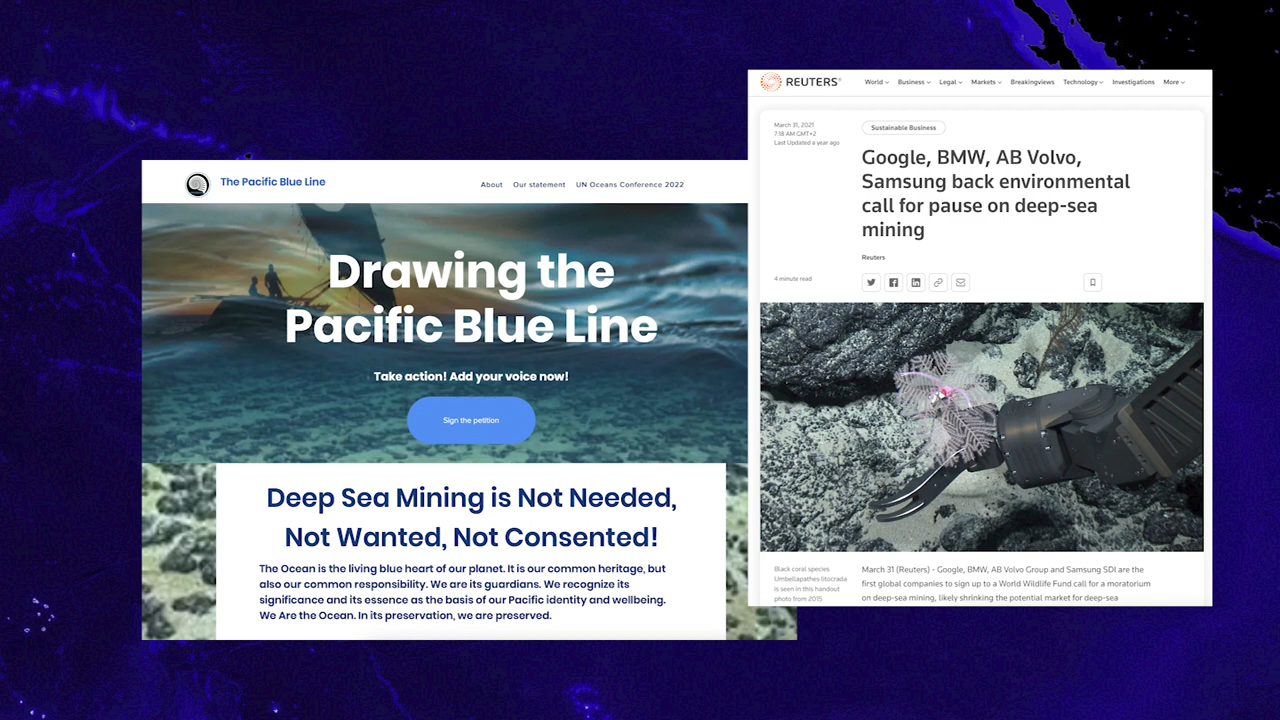 The Pacific Blue Line
About Our statement UN Oceans Conference 2022
Drawing the
Pacific Blue Line
Take action! Add your voice now!
Sign the petition
Deep Sea Mining is Not Needed,
Not Wanted, Not Consented!
The Ocean is the living blue heart of our planet. It is our common heritage, but
also our common responsibility. We are its guardians. We recognize its
significance and its essence as the basis of our Pacific identity and wellbeing.
We Are the Ocean. In its preservation, we are preserved.
REUTERS®
World Business Legal Markets Breakingviews Technology Investigations More
March 31, 2021
7:18 AM GMT+2
Last Updated a year ago
Sustainable Business
Google, BMW, AB Volvo,
Samsung back environmental
call for pause on deep-sea
mining
Reuters
4 minute read
Black coral species
Umbellapathes litocrada
is seen in this handout
photo from 2015
March 31 (Reuters) - Google, BMW, AB Volvo Group and Samsung SDI are the
first global companies to sign up to a World Wildlife Fund call for a moratorium
on deep-sea mining, likely shrinking the potential market for deep-sea